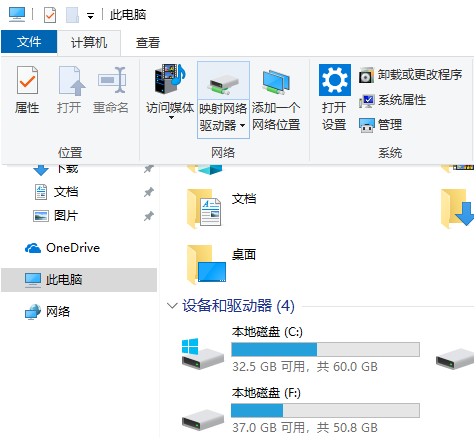 此电脑
文件
计算机
查看
属性
打开
重命名
访问媒体
映射网络
驱动器
添加一个
网络位置
打开
设置
卸载或更改程序
系统属性
管理
位置
网络
系统
下载
文档
图片
OneDrive
此电脑
网络
文档
桌面
设备和驱动器 (4)
本地磁盘 (C:)
32.5 GB 可用，共 60.0 GB
本地磁盘 (F:)
37.0 GB 可用，共 50.8 GB